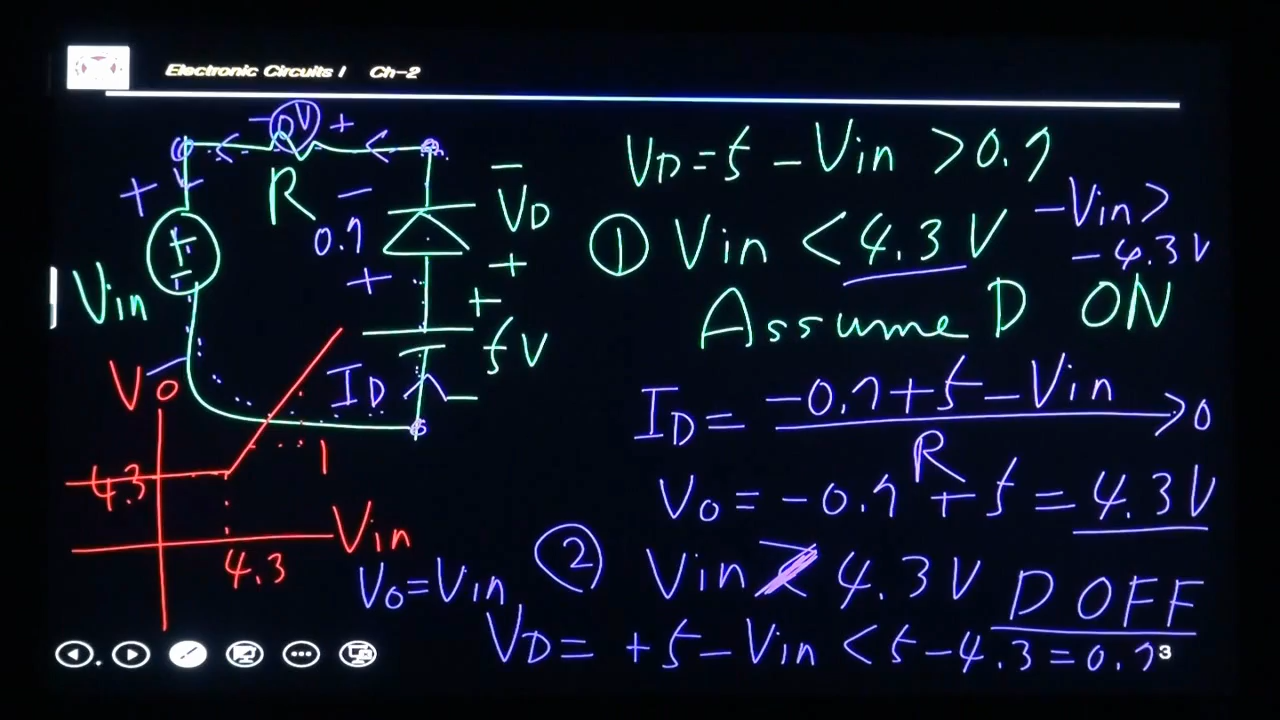 Electronic Circuits I Ch-2
- 0V +
R
+
-
0.7
+
Vin
-
VD
+
+
5V
-
ID
VD = 5 - Vin > 0.7
① Vin < 4.3 V
-Vin >
-4.3 V
Assume D ON
ID = -0.7 + 5 - Vin / R > 0
Vo = -0.7 + 5 = 4.3 V
Vo
4.3
1
Vin
4.3
Vo = Vin
② Vin > 4.3 V D OFF
VD = +5 - Vin < 5 - 4.3 = 0.7
3